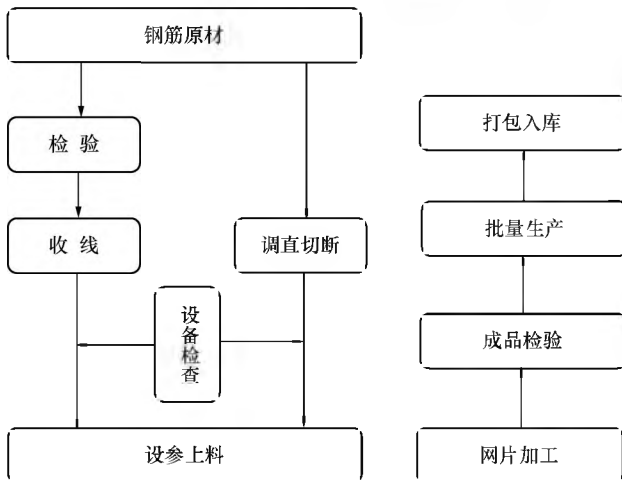 钢筋原材
检验
收线
调直切断
设备检查
设参上料
打包入库
批量生产
成品检验
网片加工